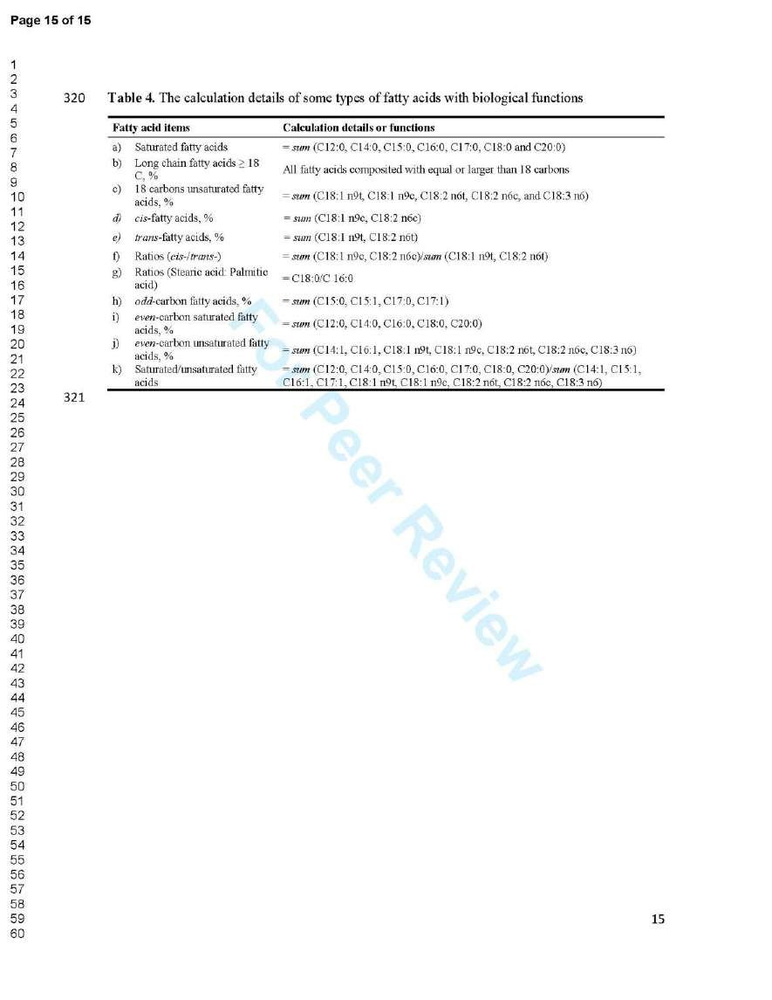 Page 15 of 15
1
2
3
4
5
6
7
8
9
10
11
12
13
14
15
16
17
18
19
20
21
22
23
24
25
26
27
28
29
30
31
32
33
34
35
36
37
38
39
40
41
42
43
44
45
46
47
48
49
50
51
52
53
54
55
56
57
58
59
60
320 Table 4. The calculation details of some types of fatty acids with biological functions
Fatty acid items Calculation details or functions
a) Saturated fatty acids = sum (C12:0, C14:0, C15:0, C16:0, C17:0, C18:0 and C20:0)
b) Long chain fatty acids ≥ 18
C, % All fatty acids composited with equal or larger than 18 carbons
c) 18 carbons unsaturated fatty
acids, % = sum (C18:1 n9t, C18:1 n9c, C18:2 n6t, C18:2 n6c, and C18:3 n6)
d) cis-fatty acids, % = sum (C18:1 n9c, C18:2 n6c)
e) trans-fatty acids, % = sum (C18:1 n9t, C18:2 n6t)
f) Ratios (cis-/trans-) = sum (C18:1 n9c, C18:2 n6c)/sum (C18:1 n9t, C18:2 n6t)
g) Ratios (Stearic acid: Palmitic
acid) = C18:0/C 16:0
h) odd-carbon fatty acids, % = sum (C15:0, C15:1, C17:0, C17:1)
i) even-carbon saturated fatty
acids, % = sum (C12:0, C14:0, C16:0, C18:0, C20:0)
j) even-carbon unsaturated fatty
acids, % = sum (C14:1, C16:1, C18:1 n9t, C18:1 n9c, C18:2 n6t, C18:2 n6c, C18:3 n6)
k) Saturated/unsaturated fatty = sum (C12:0, C14:0, C15:0, C16:0, C17:0, C18:0, C20:0)/sum (C14:1, C15:1,
acids C16:1, C17:1, C18:1 n9t, C18:1 n9c, C18:2 n6t, C18:2 n6c, C18:3 n6)
321
For Peer Review
15